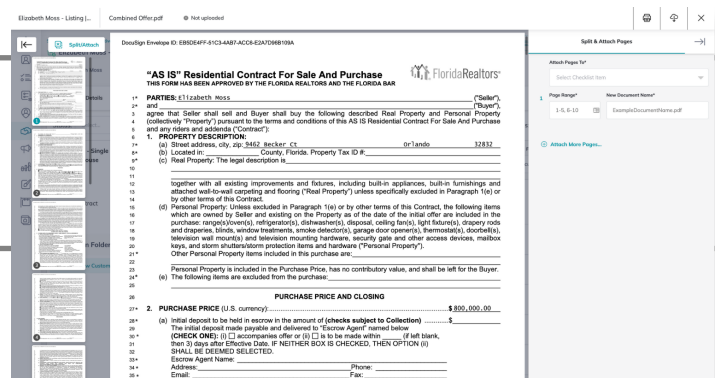 Elizabeth Moss - Listing |...
Combined Offer.pdf
Not uploaded
Split/Attach
DocuSign Envelope ID: EB5DE4FF-61C3-4AB7-ACC6-E2A7D96B109A
Split & Attach Pages
"AS IS" Residential Contract For Sale And Purchase
THIS FORM HAS BEEN APPROVED BY THE FLORIDA REALTORS AND THE FLORIDA BAR
FloridaRealtors®
1* PARTIES: Elizabeth Moss ("Seller"),
2* and ("Buyer"),
3 agree that Seller shall sell and Buyer shall buy the following described Real Property and Personal Property
4 (collectively "Property") pursuant to the terms and conditions of this AS IS Residential Contract For Sale And Purchase
5 and any riders and addenda ("Contract"):
6 1. PROPERTY DESCRIPTION:
7* (a) Street address, city, zip: 9462 Becker Ct Orlando 32832
8* (b) Located in: County, Florida. Property Tax ID #:
9* (c) Real Property: The legal description is
10
11
12 together with all existing improvements and fixtures, including built-in appliances, built-in furnishings and
13 attached wall-to-wall carpeting and flooring ("Real Property") unless specifically excluded in Paragraph 1(e) or
14 by other terms of this Contract.
15 (d) Personal Property: Unless excluded in Paragraph 1(e) or by other terms of this Contract, the following items
16 which are owned by Seller and existing on the Property as of the date of the initial offer are included in the
17 purchase: range(s)/oven(s), refrigerator(s), dishwasher(s), disposal, ceiling fan(s), light fixture(s), drapery rods
18 and draperies, blinds, window treatments, smoke detector(s), garage door opener(s), thermostat(s), doorbell(s),
19 television wall mount(s) and television mounting hardware, security gate and other access devices, mailbox
20 keys, and storm shutters/storm protection items and hardware ("Personal Property").
21* Other Personal Property items included in this purchase are:
22
23 Personal Property is included in the Purchase Price, has no contributory value, and shall be left for the Buyer.
24* (e) The following items are excluded from the purchase:
25
26 PURCHASE PRICE AND CLOSING
27* 2. PURCHASE PRICE (U.S. currency): $ 800,000.00
28* (a) Initial deposit to be held in escrow in the amount of (checks subject to Collection) $
29 The initial deposit made payable and delivered to "Escrow Agent" named below
30* (CHECK ONE): (i) ☐ accompanies offer or (ii) ☐ is to be made within (if left blank,
31 then 3) days after Effective Date. IF NEITHER BOX IS CHECKED, THEN OPTION (ii)
32 SHALL BE DEEMED SELECTED.
33* Escrow Agent Name:
34* Address: Phone:
35* Email: Fax:
Attach Pages To*
Select Checklist Item
1
Page Range*
New Document Name*
1-5, 8-10
ExampleDocumentName.pdf
Attach More Pages...
1
2
3
4
Details
- Single
Folder